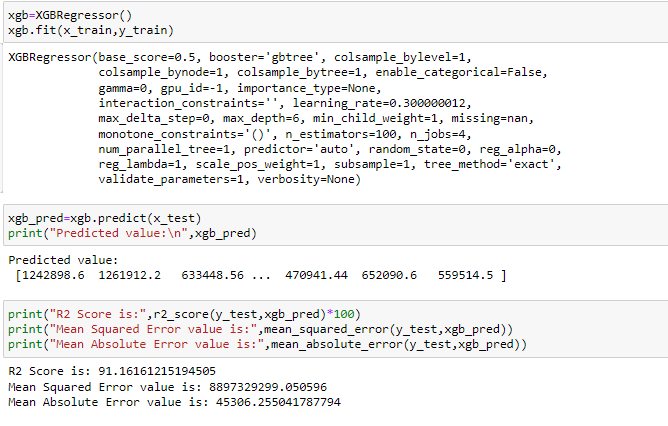 xgb=XGBRegressor()
xgb.fit(x_train,y_train)
XGBRegressor(base_score=0.5, booster='gbtree', colsample_bylevel=1,
colsample_bynode=1, colsample_bytree=1, enable_categorical=False,
gamma=0, gpu_id=-1, importance_type=None,
interaction_constraints='', learning_rate=0.300000012,
max_delta_step=0, max_depth=6, min_child_weight=1, missing=nan,
monotone_constraints='()', n_estimators=100, n_jobs=4,
num_parallel_tree=1, predictor='auto', random_state=0, reg_alpha=0,
reg_lambda=1, scale_pos_weight=1, subsample=1, tree_method='exact',
validate_parameters=1, verbosity=None)
xgb_pred=xgb.predict(x_test)
print("Predicted value:\n",xgb_pred)
Predicted value:
[1242898.6 1261912.2 633448.56 ... 470941.44 652090.6 559514.5 ]
print("R2 Score is:",r2_score(y_test,xgb_pred)*100)
print("Mean Squared Error value is:",mean_squared_error(y_test,xgb_pred))
print("Mean Absolute Error value is:",mean_absolute_error(y_test,xgb_pred))
R2 Score is: 91.16161215194505
Mean Squared Error value is: 8897329299.050596
Mean Absolute Error value is: 45306.255041787794